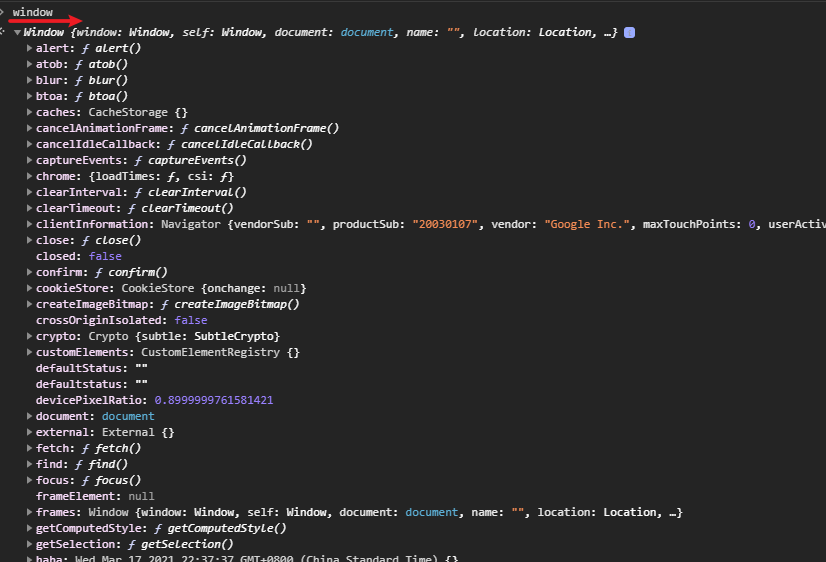 window
Window {window: Window, self: Window, document: document, name: "", location: Location, …}
alert: ƒ alert()
atob: ƒ atob()
blur: ƒ blur()
btoa: ƒ btoa()
caches: CacheStorage {}
cancelAnimationFrame: ƒ cancelAnimationFrame()
cancelIdleCallback: ƒ cancelIdleCallback()
captureEvents: ƒ captureEvents()
chrome: {loadTimes: ƒ, csi: ƒ}
clearInterval: ƒ clearInterval()
clearTimeout: ƒ clearTimeout()
clientInformation: Navigator {vendorSub: "", productSub: "20030107", vendor: "Google Inc.", maxTouchPoints: 0, userActiv
close: ƒ close()
closed: false
confirm: ƒ confirm()
cookieStore: CookieStore {onchange: null}
createImageBitmap: ƒ createImageBitmap()
crossOriginIsolated: false
crypto: Crypto {subtle: SubtleCrypto}
customElements: CustomElementRegistry {}
defaultStatus: ""
defaultstatus: ""
devicePixelRatio: 0.8999999761581421
document: document
external: External {}
fetch: ƒ fetch()
find: ƒ find()
focus: ƒ focus()
frameElement: null
frames: Window {window: Window, self: Window, document: document, name: "", location: Location, …}
getComputedStyle: ƒ getComputedStyle()
getSelection: ƒ getSelection()
haha: Wed Mar 17 2021 22:37:37 GMT+0800 (China Standard Time) {}